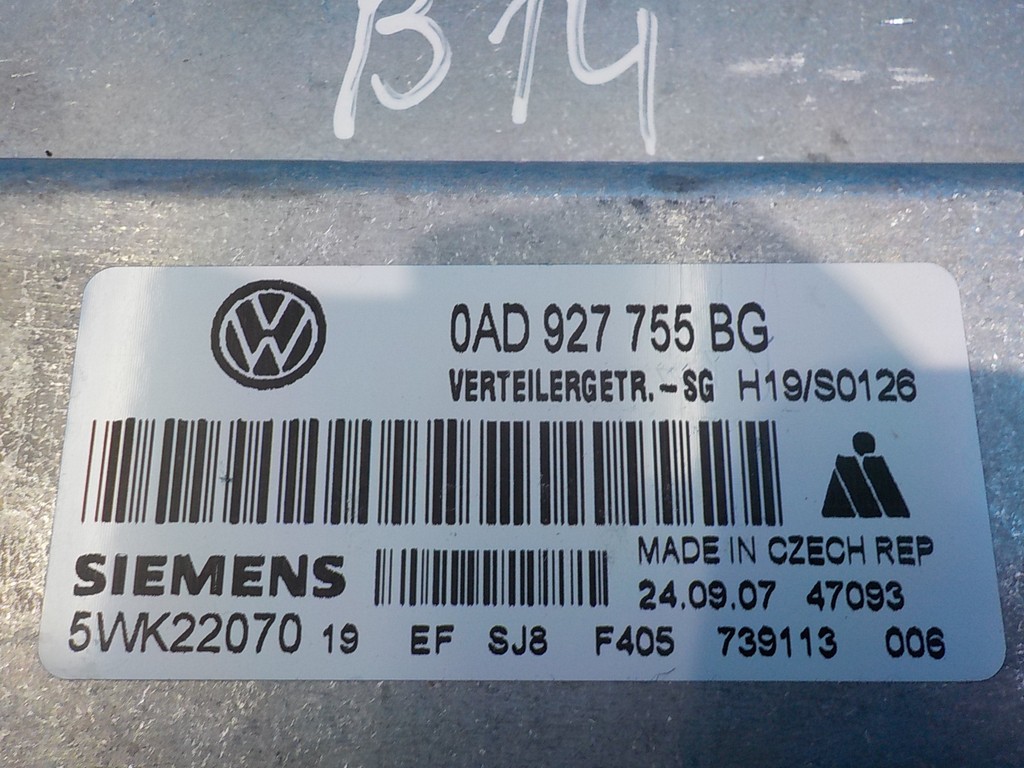 B14
0AD 927 755 BG
VERTEILERGETR.-SG H19/S0126
SIEMENS
MADE IN CZECH REP
24.09.07 47093
5WK22070 19 EF SJ8 F405 739113 006